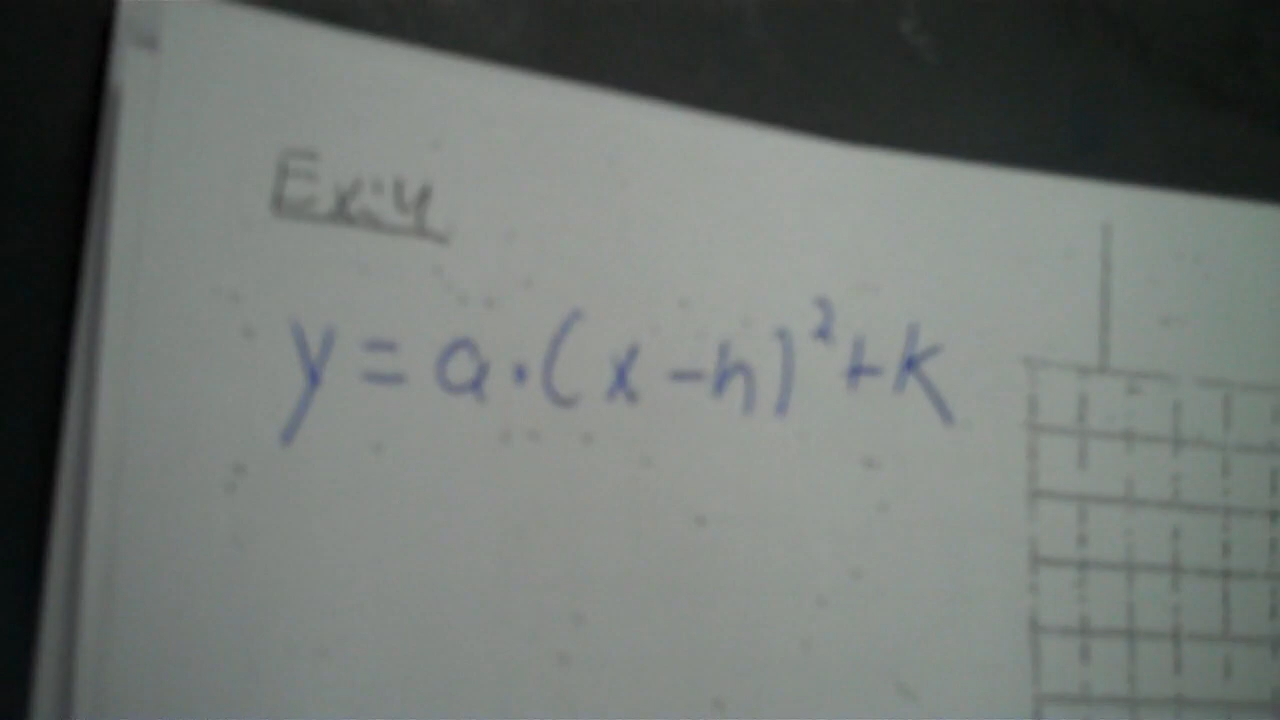 Ex:4
y = a·(x-h)²+k